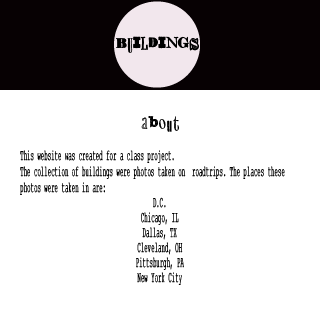 BUILDINGS
about
This website was created for a class project.
The collection of buildings were photos taken on roadtrips. The places these
photos were taken in are:
D.C.
Chicago, IL
Dallas, TX
Cleveland, OH
Pittsburgh, PA
New York City